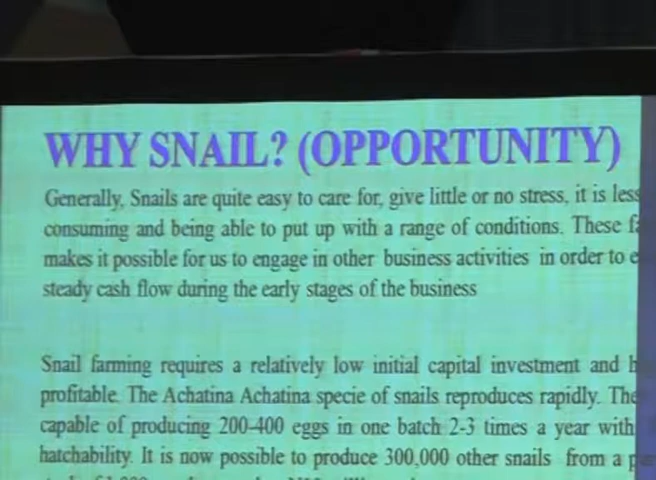 WHY SNAIL? (OPPORTUNITY)
Generally, Snails are quite easy to care for, give little or no stress, it is less
consuming and being able to put up with a range of conditions. These
makes it possible for us to engage in other business activities in order to
steady cash flow during the early stages of the business
Snail farming requires a relatively low initial capital investment and
profitable. The Achatina Achatina specie of snails reproduces rapidly. The
capable of producing 200-400 eggs in one batch 2-3 times a year with
hatchability. It is now possible to produce 300,000 other snails from a